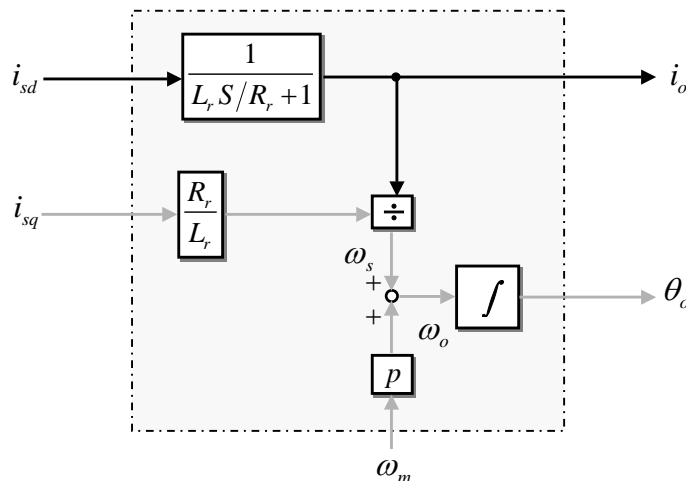 1
i_sd
L_r S/R_r +1
i_o
R_r
i_sq
L_r
÷
ω_s
+
∫
θ_o
+
ω_o
p
ω_m